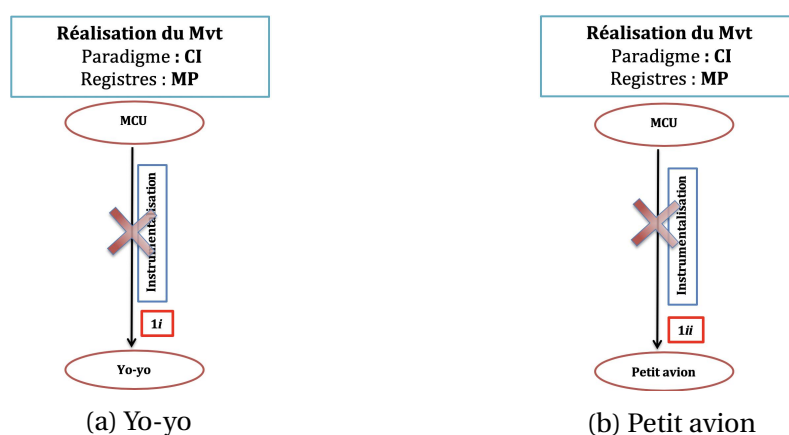 Réalisation du Mvt
Paradigme : CI
Registres : MP
MCU
Instrumentalisation
1i
Yo-yo
(a) Yo-yo
Réalisation du Mvt
Paradigme : CI
Registres : MP
MCU
Instrumentalisation
1ii
Petit avion
(b) Petit avion